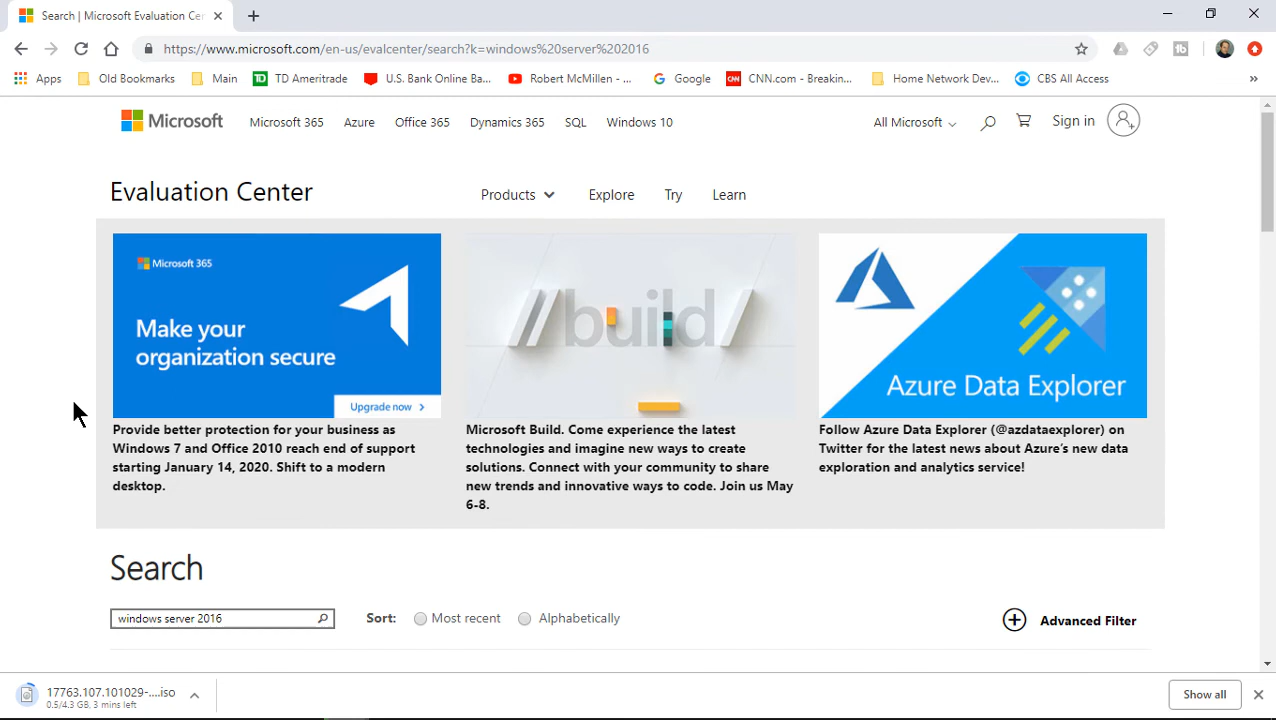 Search | Microsoft Evaluation Cen
https://www.microsoft.com/en-us/evalcenter/search?k=windows%20server%202016
Apps Old Bookmarks Main TD Ameritrade U.S. Bank Online Ba... Robert McMillen - ... Google CNN.com - Breakin... Home Network Dev... CBS All Access »
Microsoft Microsoft 365 Azure Office 365 Dynamics 365 SQL Windows 10 All Microsoft Sign in
Evaluation Center Products Explore Try Learn
Microsoft 365
Make your
organization secure
Upgrade now
Provide better protection for your business as
Windows 7 and Office 2010 reach end of support
starting January 14, 2020. Shift to a modern
desktop.
//build/
Microsoft Build. Come experience the latest
technologies and imagine new ways to create
solutions. Connect with your community to share
new trends and innovative ways to code. Join us May
6-8.
Azure Data Explorer
Follow Azure Data Explorer (@azdataexplorer) on
Twitter for the latest news about Azure's new data
exploration and analytics service!
Search
windows server 2016 Sort: Most recent Alphabetically Advanced Filter
17763.107.101029-....iso
0.5/4.3 GB, 3 mins left
Show all